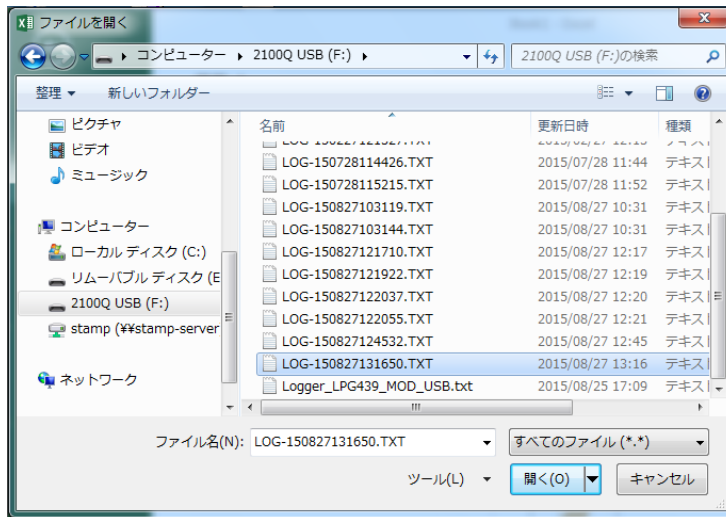 ファイルを開く
コンピューター ▸ 2100Q USB (F:) ▸
2100Q USB (F:)の検索
整理 ▼ 新しいフォルダー
ピクチャ
ビデオ
ミュージック
コンピューター
ローカル ディスク (C:)
リムーバブル ディスク (E
2100Q USB (F:)
stamp (¥¥stamp-server
ネットワーク
名前 更新日時 種類
LOG-150728114426.TXT 2015/07/28 11:44 テキス
LOG-150728115215.TXT 2015/07/28 11:52 テキス
LOG-150827103119.TXT 2015/08/27 10:31 テキス
LOG-150827103144.TXT 2015/08/27 10:31 テキス
LOG-150827121710.TXT 2015/08/27 12:17 テキス
LOG-150827121922.TXT 2015/08/27 12:19 テキス
LOG-150827122037.TXT 2015/08/27 12:20 テキス
LOG-150827122055.TXT 2015/08/27 12:21 テキス
LOG-150827124532.TXT 2015/08/27 12:45 テキス
LOG-150827131650.TXT 2015/08/27 13:16 テキス
Logger_LPG439_MOD_USB.txt 2015/08/25 17:09 テキス
ファイル名(N): LOG-150827131650.TXT すべてのファイル (*.*)
ツール(L) ▼ 開く(O) キャンセル